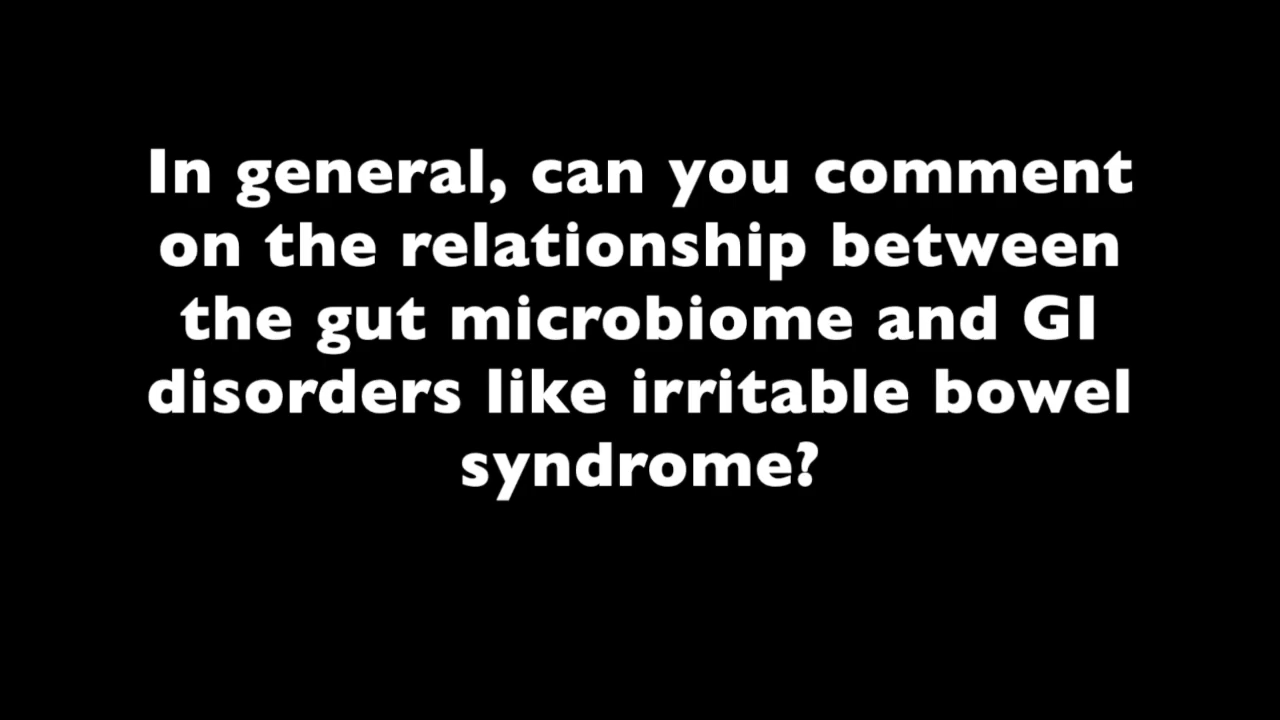 In general, can you comment
on the relationship between
the gut microbiome and GI
disorders like irritable bowel
syndrome?